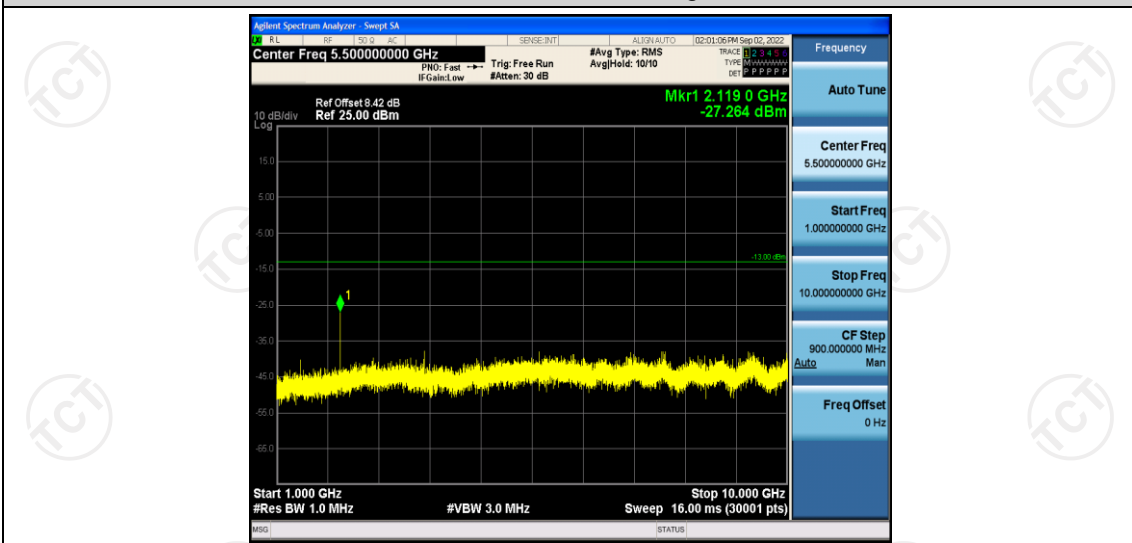 Agilent Spectrum Analyzer - Swept SA
RL RF 50 Ω AC SENSE:INT ALIGN AUTO 02:01:06 PM Sep 02, 2022
Center Freq 5.500000000 GHz
PNO: Fast
IFGain:Low
Trig: Free Run
#Atten: 30 dB
#Avg Type: RMS
Avg|Hold: 10/10
TRACE 1 2 3 4 5 6
TYPE M
DET P P P P P P
Mkr1 2.119 0 GHz
-27.264 dBm
Ref Offset 8.42 dB
10 dB/div Ref 25.00 dBm
Log
15.0
5.00
-5.00
-15.0
-25.0
-35.0
-45.0
-55.0
-65.0
-13.00 dBm
1
Start 1.000 GHz Stop 10.000 GHz
#Res BW 1.0 MHz #VBW 3.0 MHz Sweep 16.00 ms (30001 pts)
MSG STATUS
Frequency
Auto Tune
Center Freq
5.500000000 GHz
Start Freq
1.000000000 GHz
Stop Freq
10.000000000 GHz
CF Step
900.000000 MHz
Auto Man
Freq Offset
0 Hz
TCT
TCT
TCT
TCT
TCT
TCT